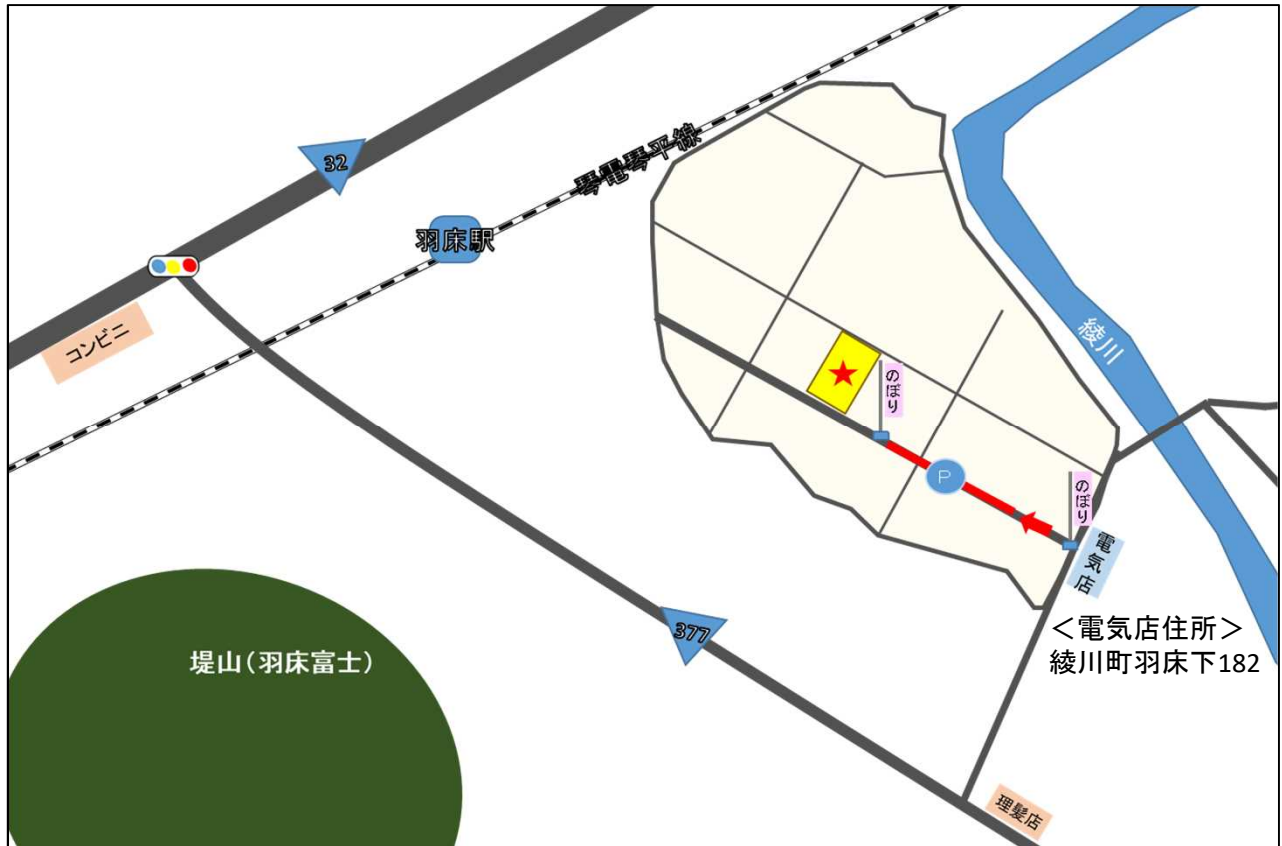 32
琴電琴平線
羽床駅
コンビニ
綾川
のぼり
P
のぼり
電気店
＜電気店住所＞
綾川町羽床下182
377
堤山(羽床富士)
理髪店